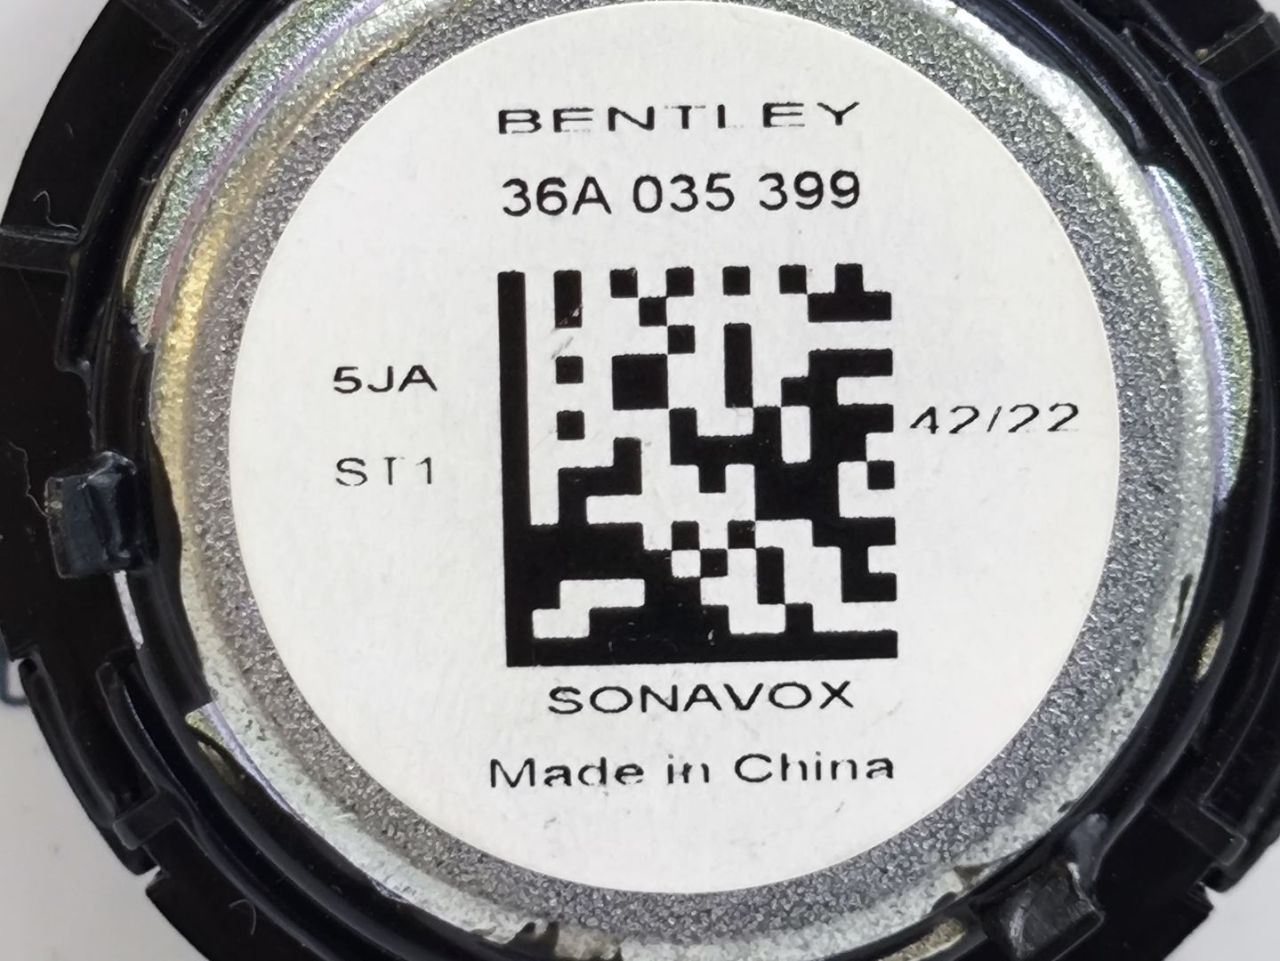 BENTLEY
36A 035 399
5JA
42/22
ST1
SONAVOX
Made in China